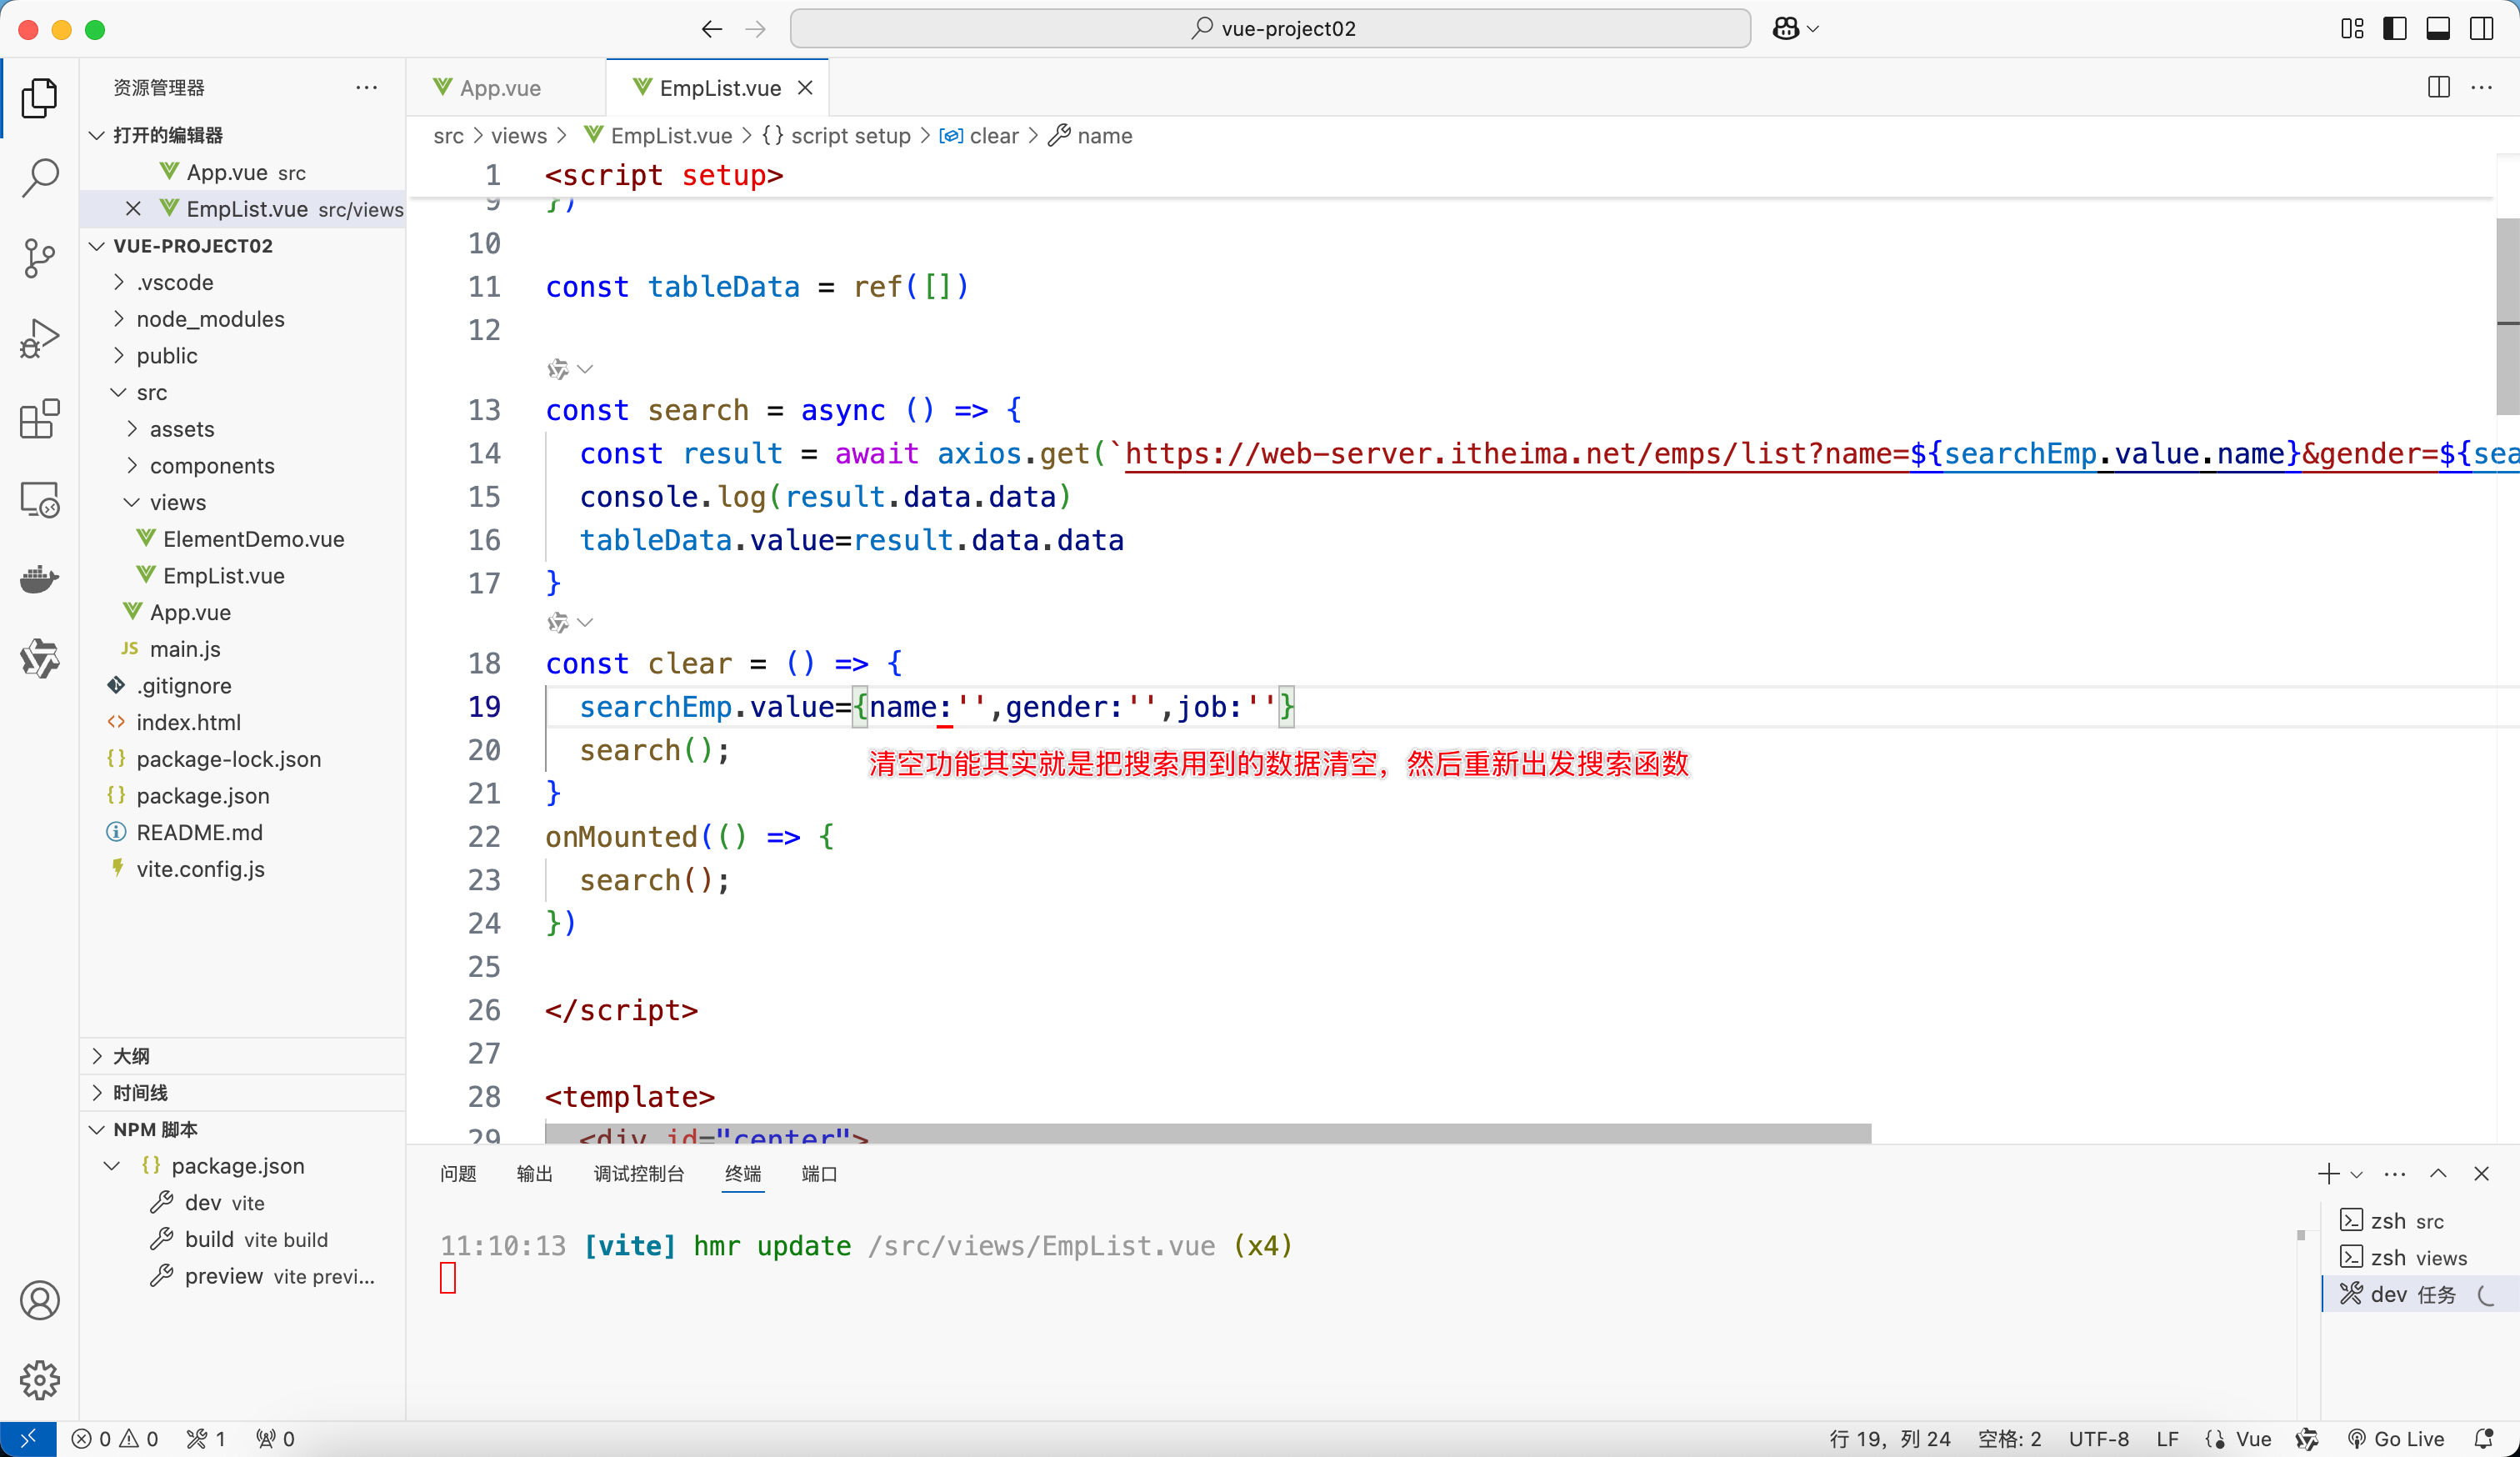 vue-project02
资源管理器
打开的编辑器
App.vue src
EmpList.vue src/views
VUE-PROJECT02
.vscode
node_modules
public
src
assets
components
views
ElementDemo.vue
EmpList.vue
App.vue
JS main.js
.gitignore
index.html
package-lock.json
package.json
README.md
vite.config.js
大纲
时间线
NPM 脚本
package.json
dev vite
build vite build
preview vite previ...
App.vue
EmpList.vue
src > views > EmpList.vue > {} script setup > clear > name
1 <script setup>
9 })
10
11 const tableData = ref([])
12
13 const search = async () => {
14 const result = await axios.get(`https://web-server.itheima.net/emps/list?name=${searchEmp.value.name}&gender=${sea
15 console.log(result.data.data)
16 tableData.value=result.data.data
17 }
18 const clear = () => {
19 searchEmp.value={name:'',gender:'',job:''}
20 search();
清空功能其实就是把搜索用到的数据清空，然后重新出发搜索函数
21 }
22 onMounted(() => {
23 search();
24 })
25
26 </script>
27
28 <template>
29 <div id="center">
问题 输出 调试控制台 终端 端口
11:10:13 [vite] hmr update /src/views/EmpList.vue (x4)
zsh src
zsh views
dev 任务
0 0 1 0
行 19，列 24 空格: 2 UTF-8 LF Vue Go Live